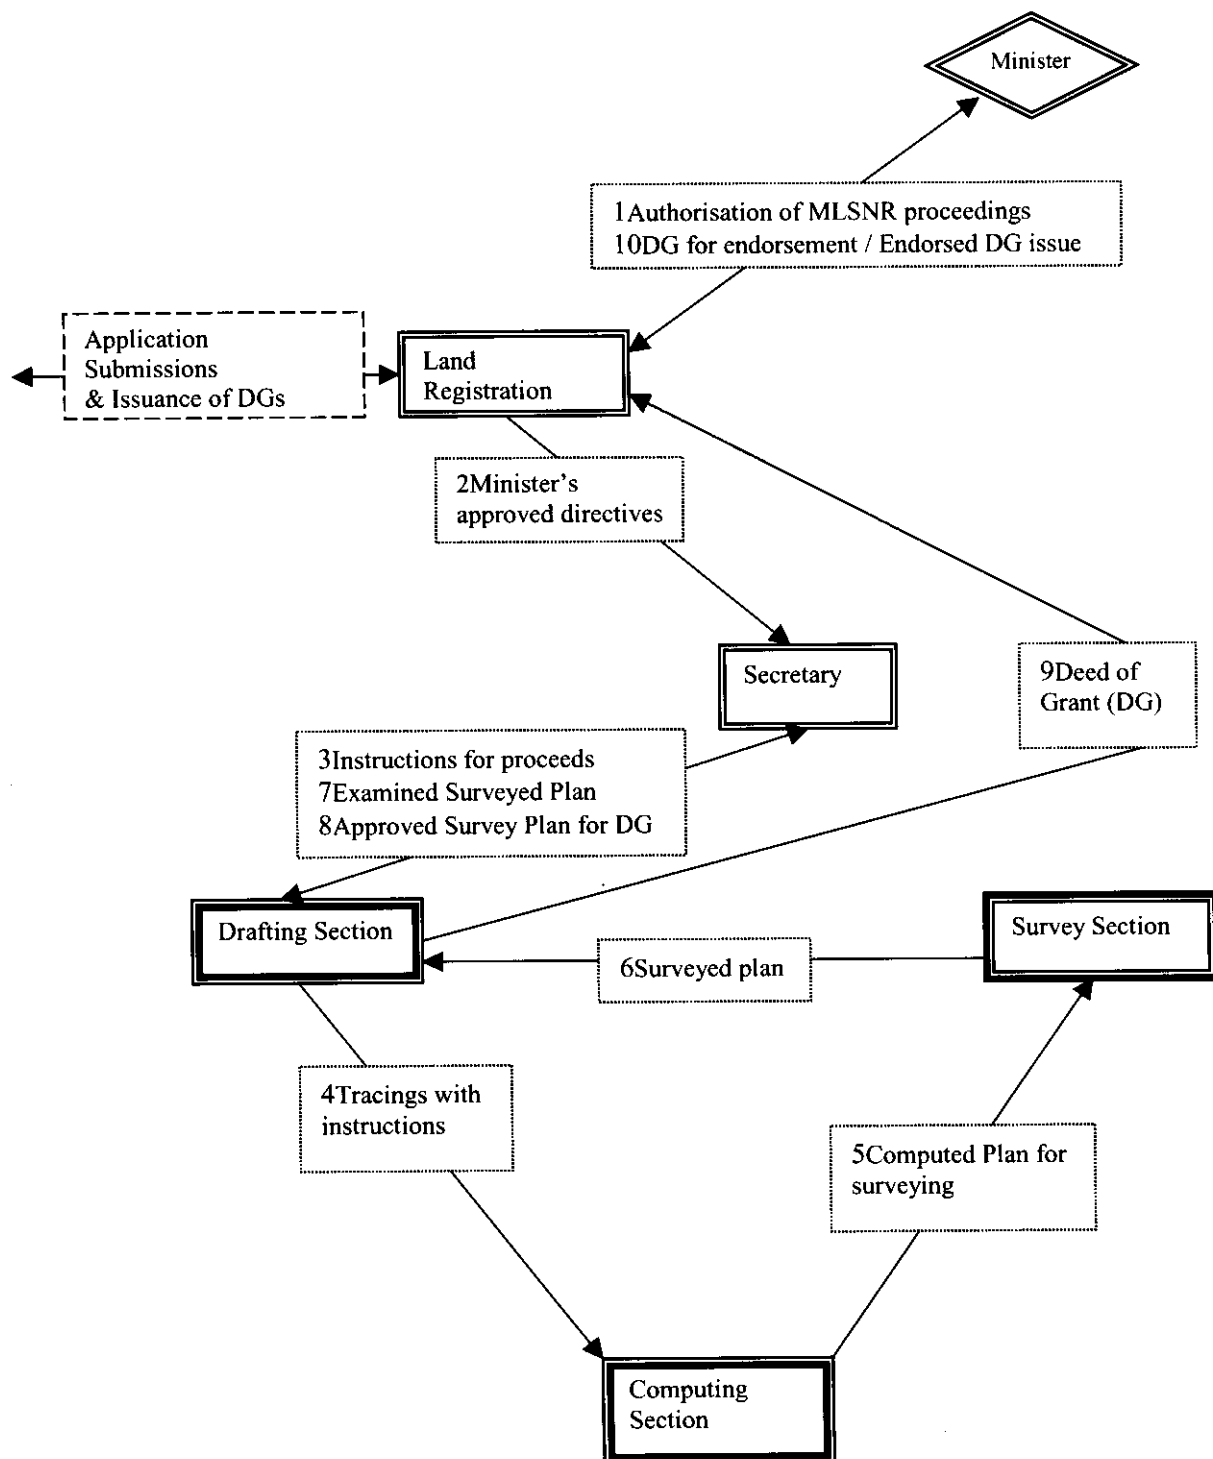 Minister
1Authorisation of MLSNR proceedings
10DG for endorsement / Endorsed DG issue
Application
Submissions
& Issuance of DGs
Land
Registration
2Minister's
approved directives
Secretary
9Deed of
Grant (DG)
3Instructions for proceeds
7Examined Surveyed Plan
8Approved Survey Plan for DG
Drafting Section
Survey Section
6Surveyed plan
4Tracings with
instructions
5Computed Plan for
surveying
Computing
Section